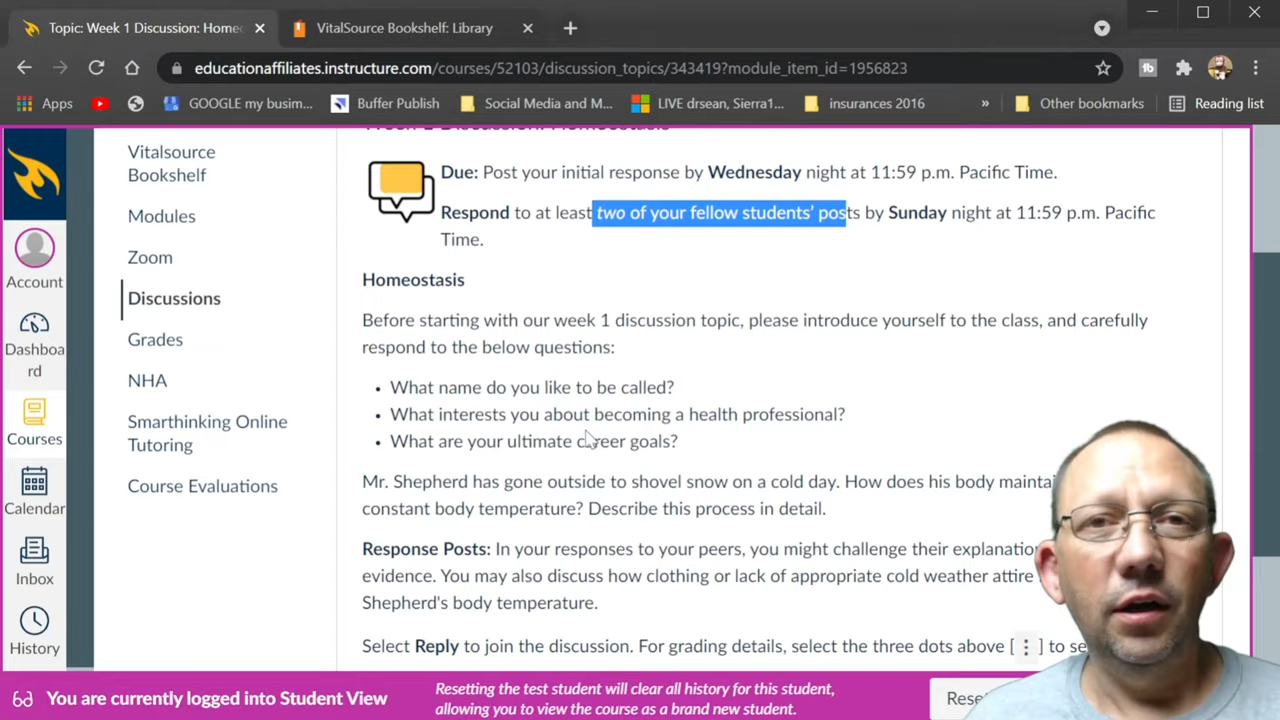 Topic: Week 1 Discussion: Home
VitalSource Bookshelf: Library
educationaffiliates.instructure.com/courses/52103/discussion_topics/343419?module_item_id=1956823
Apps
GOOGLE my busim...
Buffer Publish
Social Media and M...
LIVE drsean, Sierra1...
insurances 2016
»
Other bookmarks
Reading list
Account
Dashboa
rd
Courses
Calendar
Inbox
History
Vitalsource
Bookshelf
Modules
Zoom
Discussions
Grades
NHA
Smarthinking Online
Tutoring
Course Evaluations
Week 1 Discussion: Homeostasis
Due: Post your initial response by Wednesday night at 11:59 p.m. Pacific Time.
Respond to at least two of your fellow students' posts by Sunday night at 11:59 p.m. Pacific
Time.
Homeostasis
Before starting with our week 1 discussion topic, please introduce yourself to the class, and carefully
respond to the below questions:
• What name do you like to be called?
• What interests you about becoming a health professional?
• What are your ultimate career goals?
Mr. Shepherd has gone outside to shovel snow on a cold day. How does his body maintai
constant body temperature? Describe this process in detail.
Response Posts: In your responses to your peers, you might challenge their explanatio
evidence. You may also discuss how clothing or lack of appropriate cold weather attire
Shepherd's body temperature.
Select Reply to join the discussion. For grading details, select the three dots above [ ⋮ ] to se
You are currently logged into Student View
Resetting the test student will clear all history for this student,
allowing you to view the course as a brand new student.
Rese